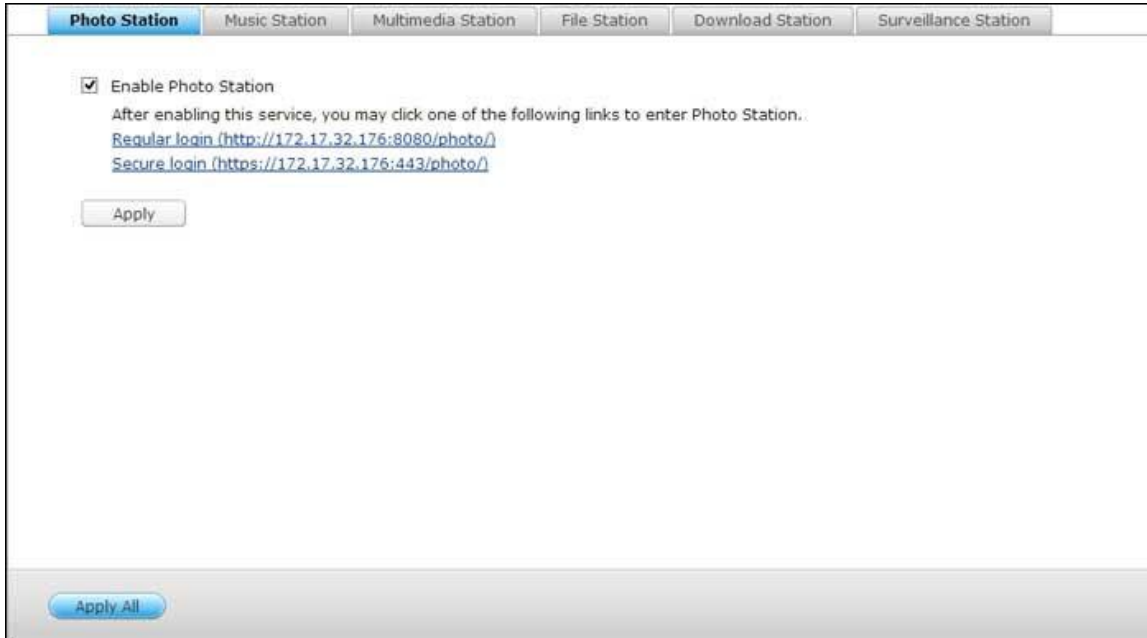 Photo Station Music Station Multimedia Station File Station Download Station Surveillance Station
Enable Photo Station
After enabling this service, you may click one of the following links to enter Photo Station.
Regular login (http://172.17.32.176:8080/photo/)
Secure login (https://172.17.32.176:443/photo/)
Apply
Apply All